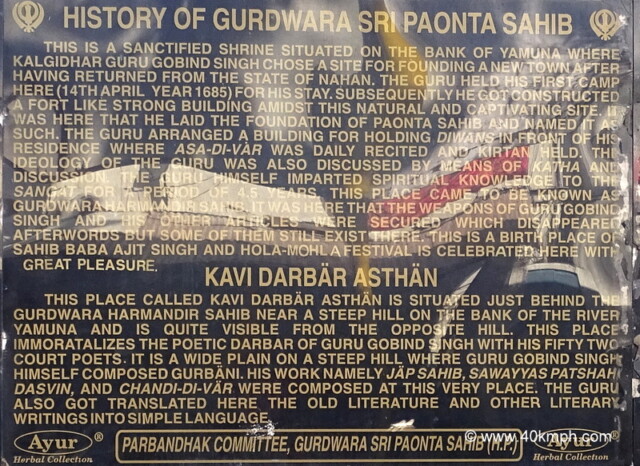 HISTORY OF GURDWARA SRI PAONTA SAHIB
THIS IS A SANCTIFIED SHRINE SITUATED ON THE BANK OF YAMUNA WHERE
KALGIDHAR GURU GOBIND SINGH CHOSE A SITE FOR FOUNDING A NEW TOWN AFTER
HAVING RETURNED FROM THE STATE OF NAHAN. THE GURU HELD HIS FIRST CAMP
HERE (14TH APRIL YEAR 1685) FOR HIS STAY. SUBSEQUENTLY HE GOT CONSTRUCTED
A FORT LIKE STRONG BUILDING AMIDST THIS NATURAL AND CAPTIVATING SITE. IT
WAS HERE THAT HE LAID THE FOUNDATION OF PAONTA SAHIB AND NAMED IT AS
SUCH. THE GURU ARRANGED A BUILDING FOR HOLDING DIWANS IN FRONT OF HIS
RESIDENCE WHERE ASA-DI-VÀR WAS DAILY RECITED AND KIRTAN HELD. THE
IDEOLOGY OF THE GURU WAS ALSO DISCUSSED BY MEANS OF KATHA AND
DISCUSSION. THE GURU HIMSELF IMPARTED SPIRITUAL KNOWLEDGE TO THE
SANGAT FOR A PERIOD OF 4.5 YEARS. THIS PLACE CAME TO BE KNOWN AS
GURDWARA HARMANDIR SAHIB. IT WAS HERE THAT THE WEAPONS OF GURU GOBIND
SINGH AND HIS OTHER ARTICLES WERE SECURED WHICH DISAPPEARED
AFTERWORDS BUT SOME OF THEM STILL EXIST THERE. THIS IS A BIRTH PLACE OF
SAHIB BABA AJIT SINGH AND HOLA-MOHLA FESTIVAL IS CELEBRATED HERE WITH
GREAT PLEASURE.
KAVI DARBÄR ASTHÄN
THIS PLACE CALLED KAVI DARBÄR ASTHÄN IS SITUATED JUST BEHIND THE
GURDWARA HARMANDIR SAHIB NEAR A STEEP HILL ON THE BANK OF THE RIVER
YAMUNA AND IS QUITE VISIBLE FROM THE OPPOSITE HILL. THIS PLACE
IMMORATALIZES THE POETIC DARBAR OF GURU GOBIND SINGH WITH HIS FIFTY TWO
COURT POETS. IT IS A WIDE PLAIN ON A STEEP HILL WHERE GURU GOBIND SINGH
HIMSELF COMPOSED GURBÄNI. HIS WORK NAMELY JÄP SAHIB, SAWAYYAS PATSHAHI
DASVIN, AND CHANDI-DI-VÄR WERE COMPOSED AT THIS VERY PLACE. THE GURU
ALSO GOT TRANSLATED HERE THE OLD LITERATURE AND OTHER LITERARY
WRITINGS INTO SIMPLE LANGUAGE.
© www.40kmph.com
Ayur ®
Herbal Collection
PARBANDHAK COMMITTEE, GURDWARA SRI PAONTA SAHIB (H.P.)
Ayur ®
Herbal Collection